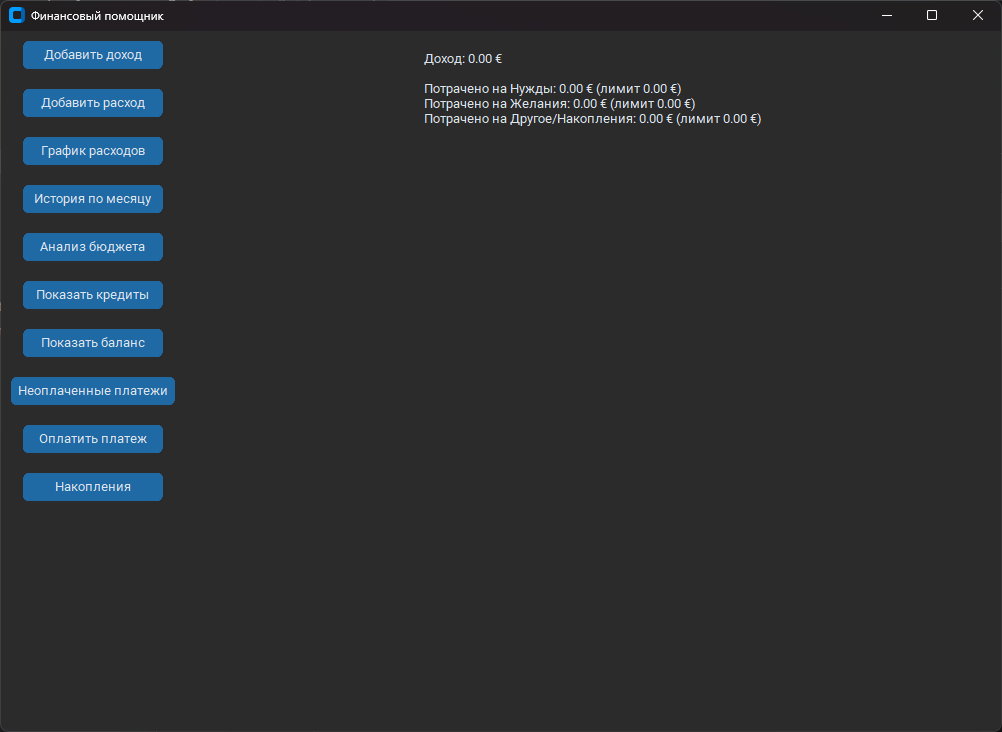 Финансовый помощник
Добавить доход
Добавить расход
График расходов
История по месяцу
Анализ бюджета
Показать кредиты
Показать баланс
Неоплаченные платежи
Оплатить платеж
Накопления
Доход: 0.00 €
Потрачено на Нужды: 0.00 € (лимит 0.00 €)
Потрачено на Желания: 0.00 € (лимит 0.00 €)
Потрачено на Другое/Накопления: 0.00 € (лимит 0.00 €)